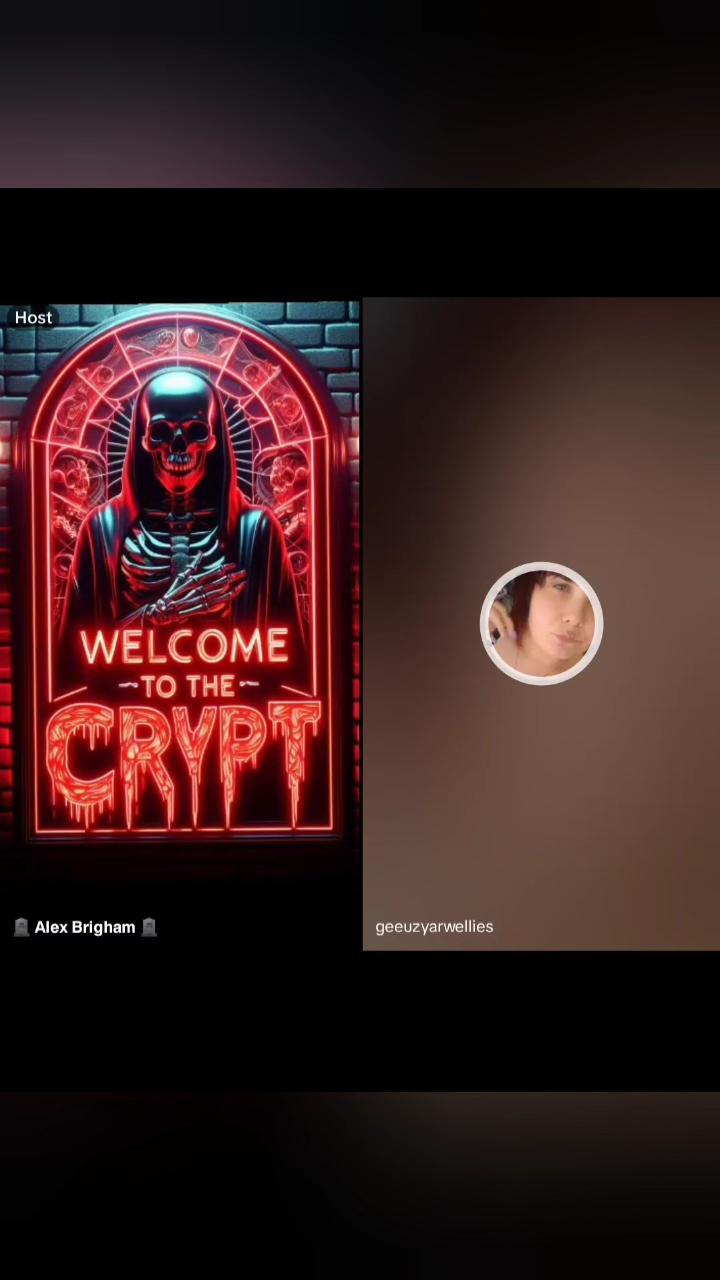 Host
WELCOME
TO THE
CRYPT
🪦 Alex Brigham 🪦
geeuzyarwellies